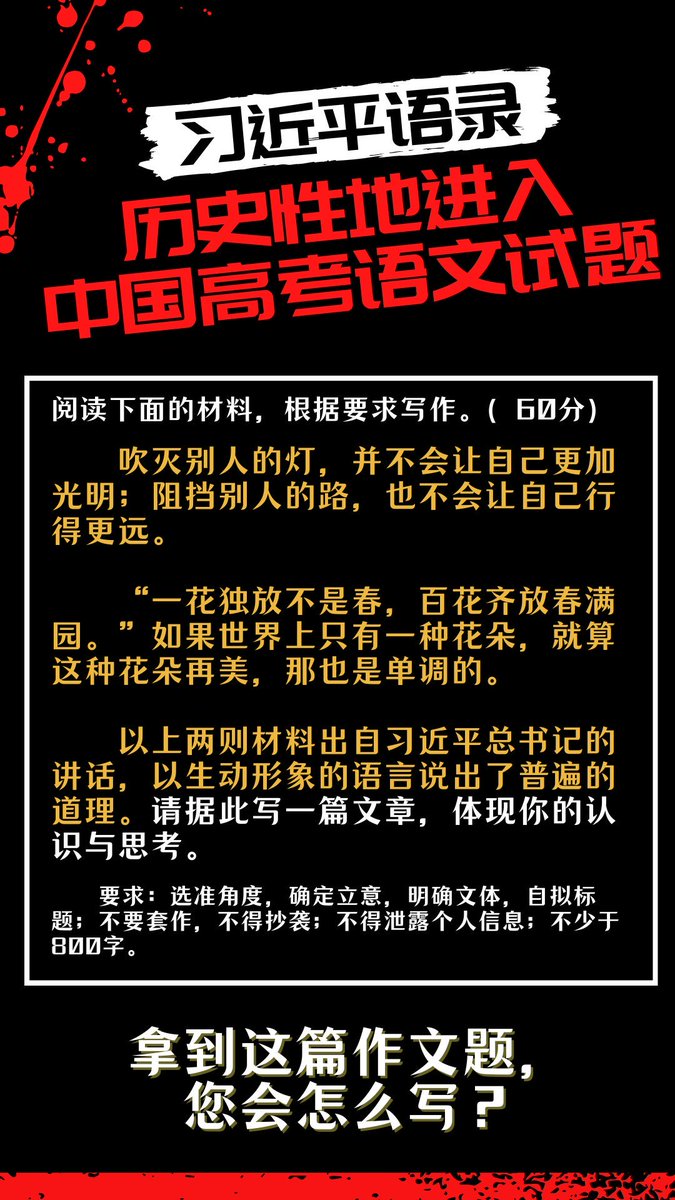 习近平语录
历史性地进入
中国高考语文试题
阅读下面的材料，根据要求写作。( 60分)
吹灭别人的灯，并不会让自己更加
光明；阻挡别人的路，也不会让自己行
得更远。
“一花独放不是春，百花齐放春满
园。”如果世界上只有一种花朵，就算
这种花朵再美，那也是单调的。
以上两则材料出自习近平总书记的
讲话，以生动形象的语言说出了普遍的
道理。请据此写一篇文章，体现你的认
识与思考。
要求：选准角度，确定立意，明确文体，自拟标
题；不要套作，不得抄袭；不得泄露个人信息；不少于
800字。
拿到这篇作文题，
您会怎么写？